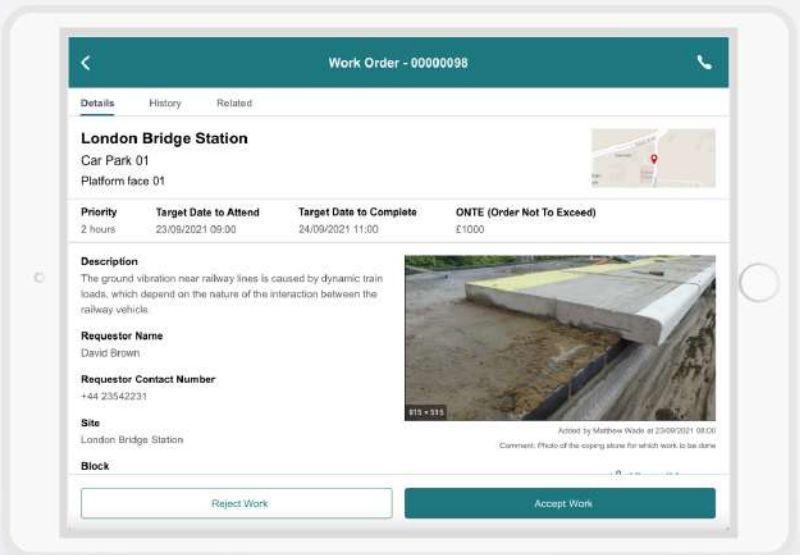 Work Order - 00000098
Details History Related
London Bridge Station
Car Park 01
Platform face 01
Priority Target Date to Attend Target Date to Complete ONTE (Order Not To Exceed)
2 hours 23/09/2021 09:00 24/09/2021 11:00 £1000
Description
The ground vibration near railway lines is caused by dynamic train
loads, which depend on the nature of the interaction between the
railway vehicle.
Requestor Name
David Brown
Requestor Contact Number
+44 23542231
Site
London Bridge Station
Block
815 × 515
Added by Matthew Wade at 23/09/2021 08:00
Comment: Photo of the coping stone for which work to be done
Reject Work
Accept Work